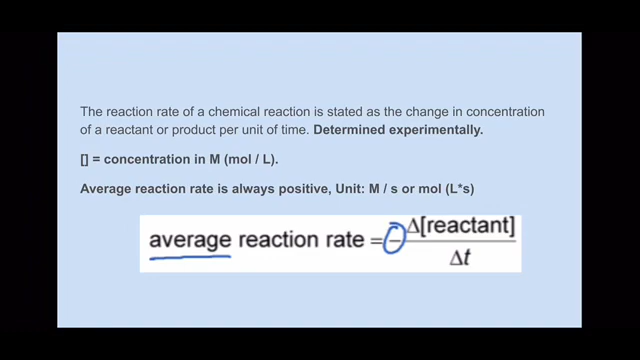 The reaction rate of a chemical reaction is stated as the change in concentration
of a reactant or product per unit of time. Determined experimentally.
[] = concentration in M (mol / L).
Average reaction rate is always positive, Unit: M / s or mol (L*s)
average reaction rate = - Δ[reactant]
Δt